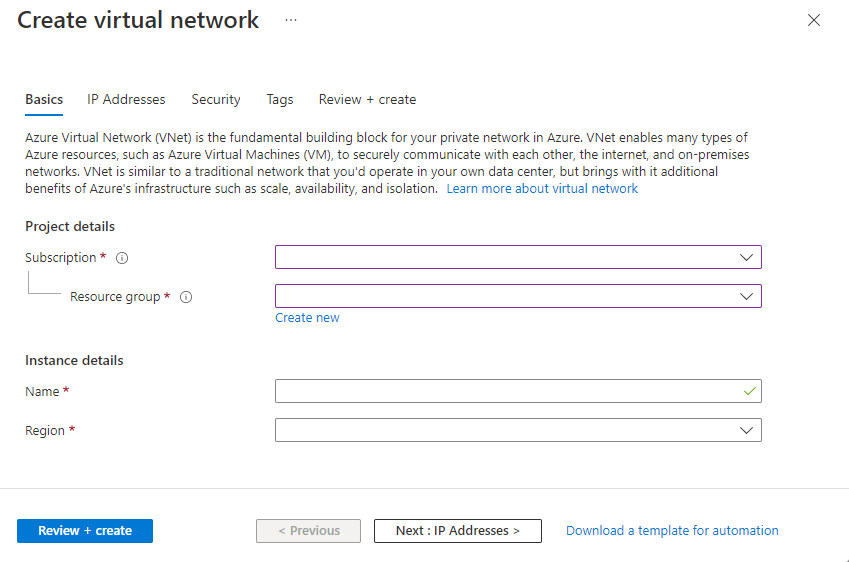 Create virtual network ...
Basics IP Addresses Security Tags Review + create
Azure Virtual Network (VNet) is the fundamental building block for your private network in Azure. VNet enables many types of
Azure resources, such as Azure Virtual Machines (VM), to securely communicate with each other, the internet, and on-premises
networks. VNet is similar to a traditional network that you'd operate in your own data center, but brings with it additional
benefits of Azure's infrastructure such as scale, availability, and isolation. Learn more about virtual network
Project details
Subscription *
Resource group *
Create new
Instance details
Name *
Region *
Review + create < Previous Next : IP Addresses > Download a template for automation